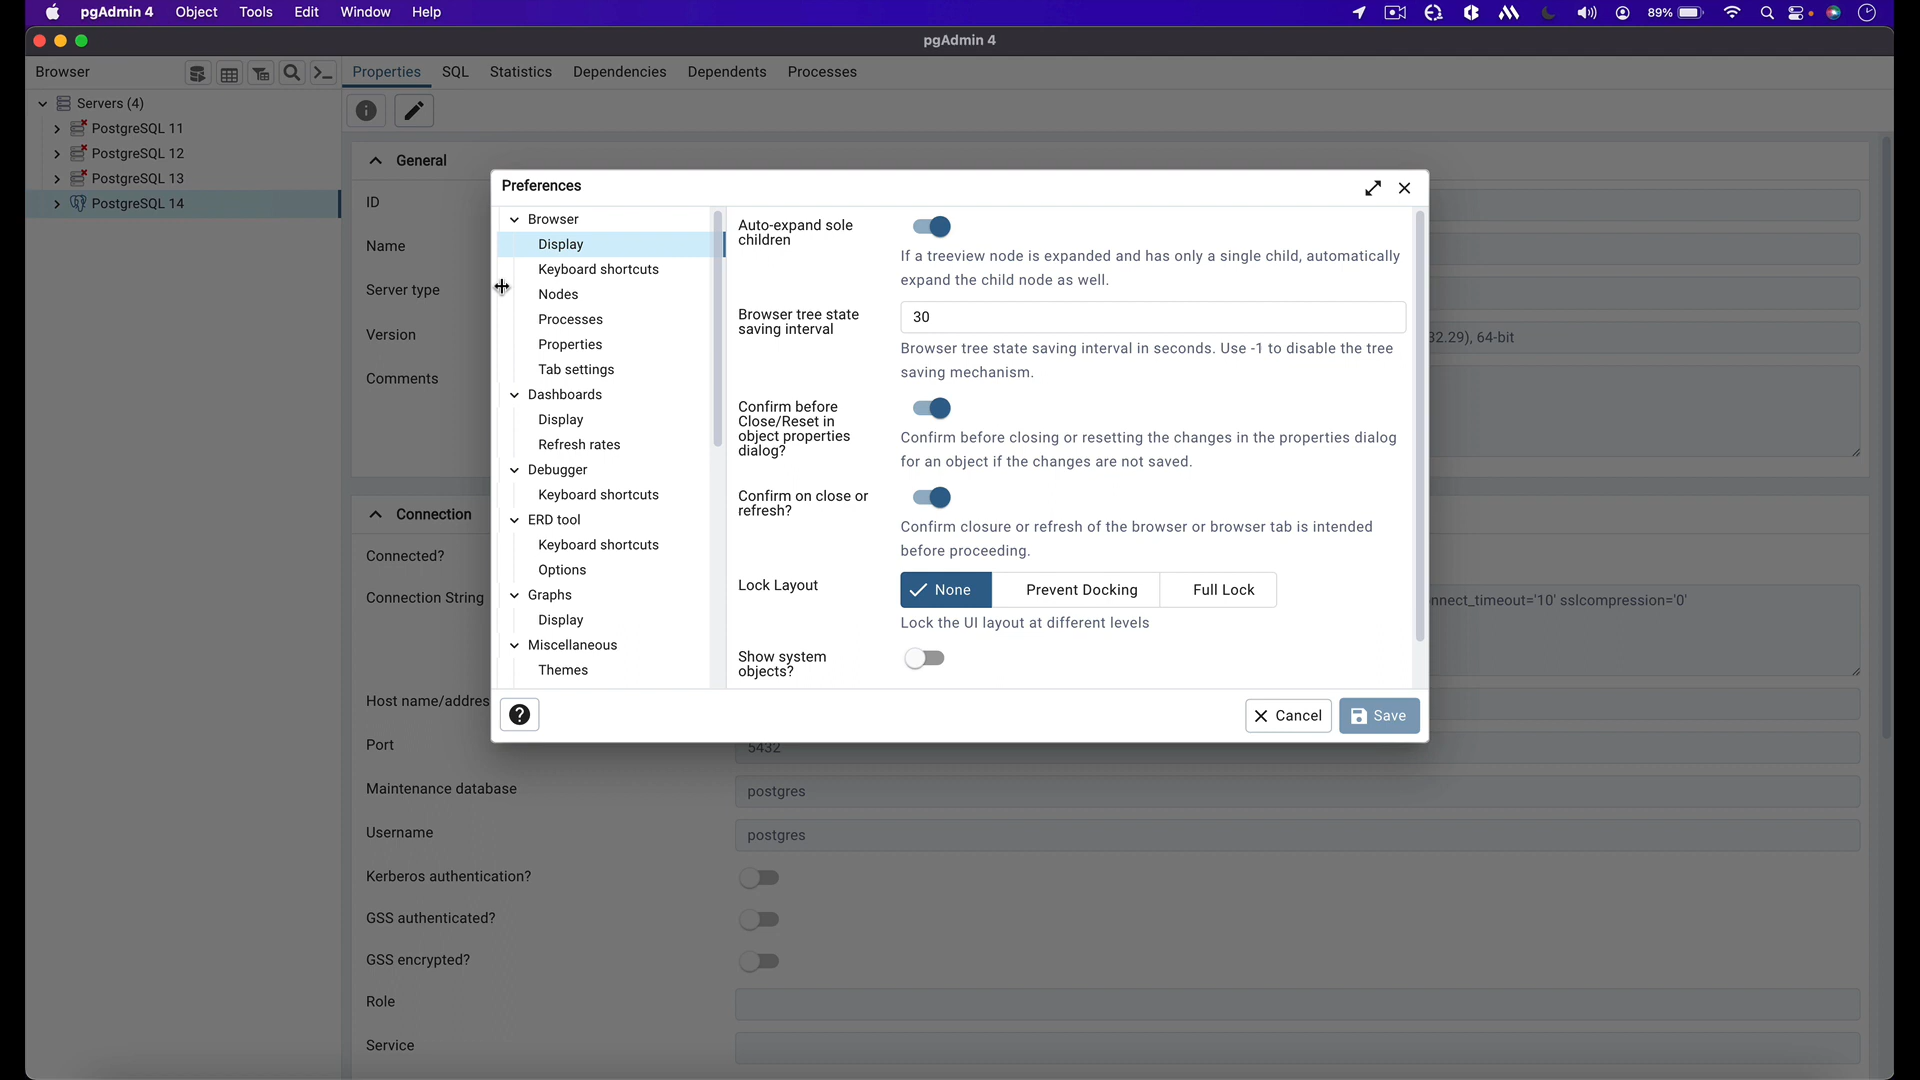 pgAdmin 4 Object Tools Edit Window Help 89%
pgAdmin 4
Browser
Properties SQL Statistics Dependencies Dependents Processes
Servers (4)
PostgreSQL 11
PostgreSQL 12
PostgreSQL 13
PostgreSQL 14
General
ID
Name
Server type
Version
32.29), 64-bit
Comments
Connection
Connected?
Connection String
nnect_timeout='10' sslcompression='0'
Host name/addres
Port
5432
Maintenance database
postgres
Username
postgres
Kerberos authentication?
GSS authenticated?
GSS encrypted?
Role
Service
Preferences
Browser
Display
Keyboard shortcuts
Nodes
Processes
Properties
Tab settings
Dashboards
Display
Refresh rates
Debugger
Keyboard shortcuts
ERD tool
Keyboard shortcuts
Options
Graphs
Display
Miscellaneous
Themes
Auto-expand sole
children
If a treeview node is expanded and has only a single child, automatically
expand the child node as well.
Browser tree state
saving interval
30
Browser tree state saving interval in seconds. Use -1 to disable the tree
saving mechanism.
Confirm before
Close/Reset in
object properties
dialog?
Confirm before closing or resetting the changes in the properties dialog
for an object if the changes are not saved.
Confirm on close or
refresh?
Confirm closure or refresh of the browser or browser tab is intended
before proceeding.
Lock Layout
None Prevent Docking Full Lock
Lock the UI layout at different levels
Show system
objects?
Cancel Save